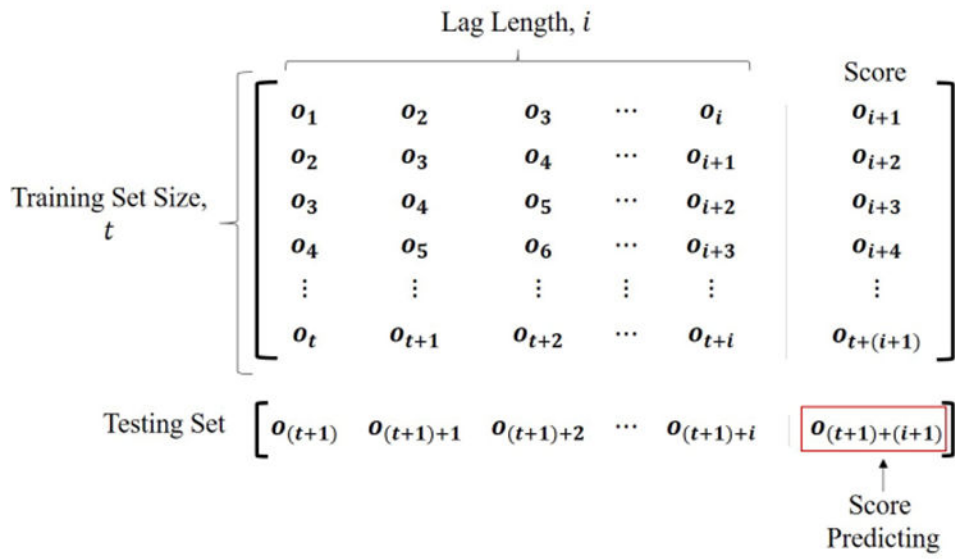 Lag Length, i
Score
o₁ o₂ o₃ ⋯ oᵢ oᵢ₊₁
o₂ o₃ o₄ ⋯ oᵢ₊₁ oᵢ₊₂
Training Set Size,
t
o₃ o₄ o₅ ⋯ oᵢ₊₂ oᵢ₊₃
o₄ o₅ o₆ ⋯ oᵢ₊₃ oᵢ₊₄
⋮ ⋮ ⋮ ⋮ ⋮ ⋮
oₜ oₜ₊₁ oₜ₊₂ ⋯ oₜ₊ᵢ oₜ₊₍ᵢ₊₁₎
Testing Set o₍ₜ₊₁₎ o₍ₜ₊₁₎₊₁ o₍ₜ₊₁₎₊₂ ⋯ o₍ₜ₊₁₎₊ᵢ o₍ₜ₊₁₎₊₍ᵢ₊₁₎
Score
Predicting